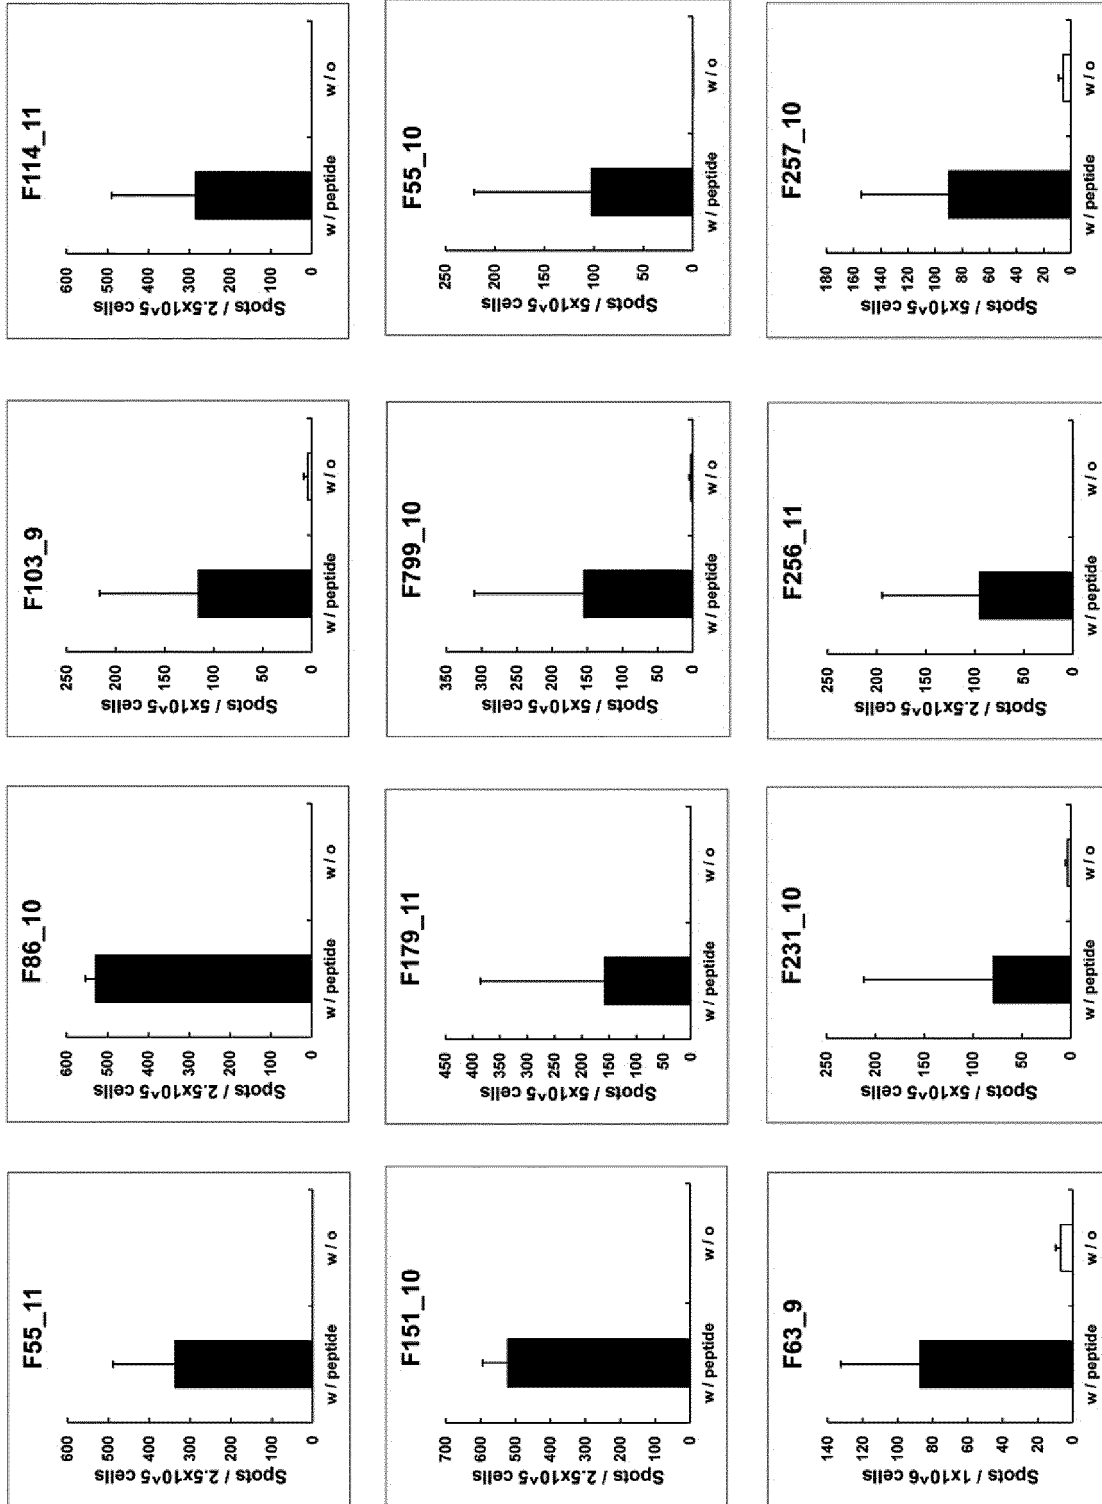 F55_11
Spots / 2.5x10^5 cells
600
500
400
300
200
100
0
w / peptide
w / o
F86_10
Spots / 2.5x10^5 cells
600
500
400
300
200
100
0
w / peptide
w / o
F103_9
Spots / 5x10^5 cells
250
200
150
100
50
0
w / peptide
w / o
F114_11
Spots / 2.5x10^5 cells
600
500
400
300
200
100
0
w / peptide
w / o
F151_10
Spots / 2.5x10^5 cells
700
600
500
400
300
200
100
0
w / peptide
w / o
F179_11
Spots / 5x10^5 cells
450
400
350
300
250
200
150
100
50
0
w / peptide
w / o
F799_10
Spots / 5x10^5 cells
350
300
250
200
150
100
50
0
w / peptide
w / o
F55_10
Spots / 5x10^5 cells
250
200
150
100
50
0
w / peptide
w / o
F63_9
Spots / 1x10^6 cells
140
120
100
80
60
40
20
0
w / peptide
w / o
F231_10
Spots / 5x10^5 cells
250
200
150
100
50
0
w / peptide
w / o
F256_11
Spots / 2.5x10^5 cells
250
200
150
100
50
0
w / peptide
w / o
F257_10
Spots / 5x10^5 cells
180
160
140
120
100
80
60
40
20
0
w / peptide
w / o